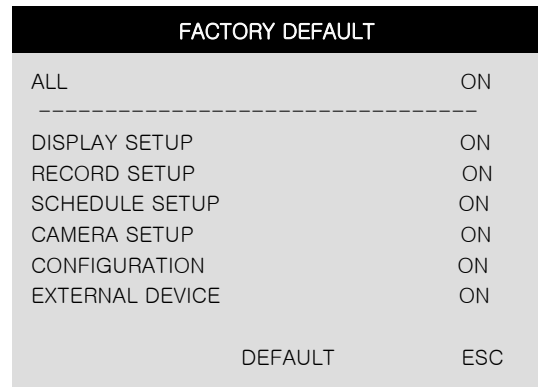 FACTORY DEFAULT
ALL ON
----------------------------------
DISPLAY SETUP ON
RECORD SETUP ON
SCHEDULE SETUP ON
CAMERA SETUP ON
CONFIGURATION ON
EXTERNAL DEVICE ON
DEFAULT ESC